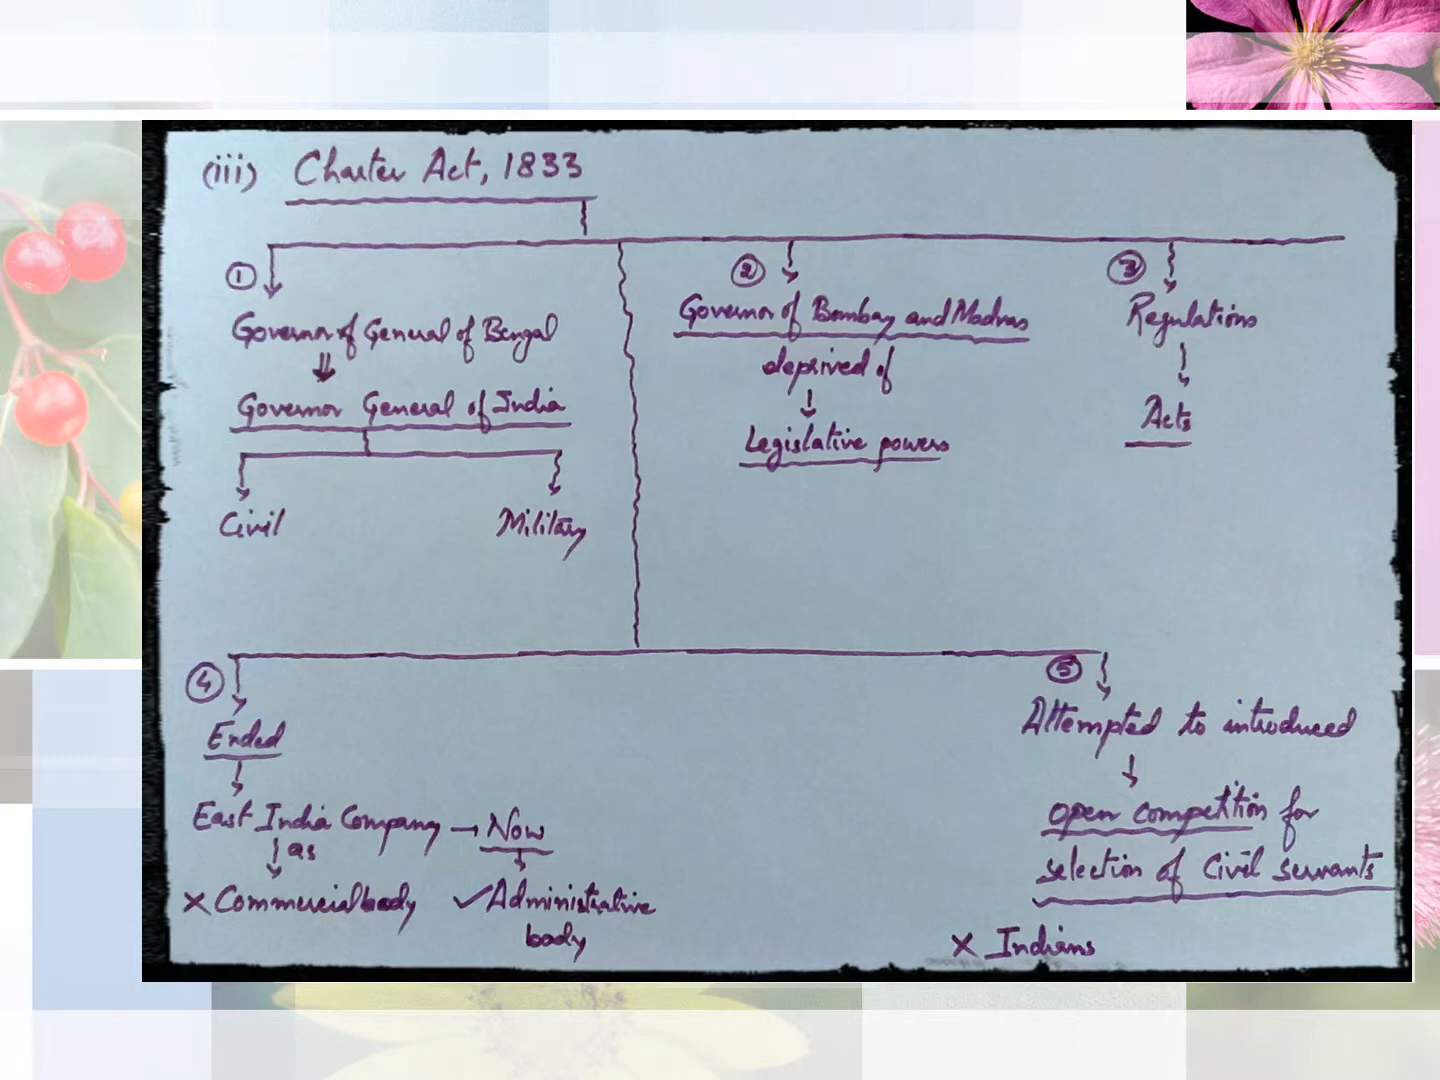 (iii) Charter Act, 1833
① ② ③
Governor of General of Bengal
Governor General of India
Civil Military
Governor of Bombay and Madras
deprived of
Legislative powers
Regulations
Acts
④
Ended
East India Company → Now
as
X Commercial body ✓ Administrative
body
⑤
Attempted to introduced
open competition for
selection of Civil servants
X Indians